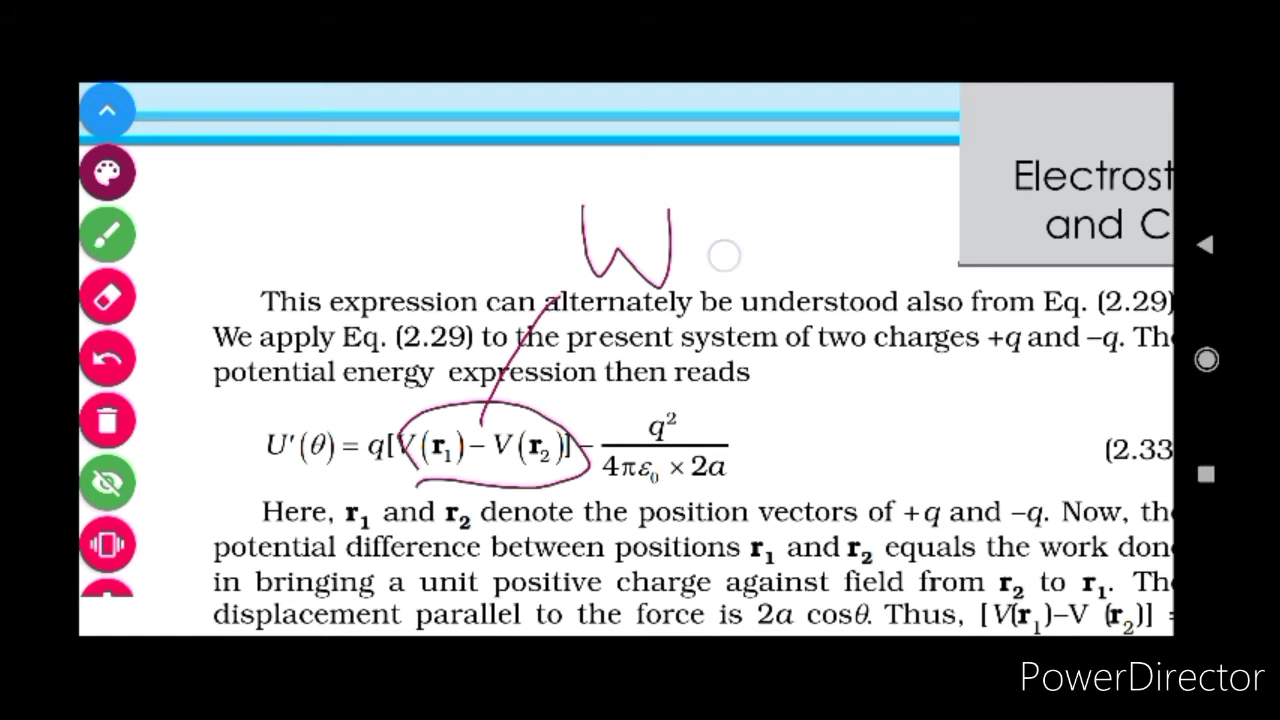 Electrost
and C
W
This expression can alternately be understood also from Eq. (2.29)
We apply Eq. (2.29) to the present system of two charges +q and –q. The
potential energy expression then reads
U′(θ) = q[V(r₁) – V(r₂)] – q² / 4πε₀ × 2a (2.33
Here, r₁ and r₂ denote the position vectors of +q and –q. Now, the
potential difference between positions r₁ and r₂ equals the work done
in bringing a unit positive charge against field from r₂ to r₁. The
displacement parallel to the force is 2a cosθ. Thus, [V(r₁)–V (r₂)] =
PowerDirector